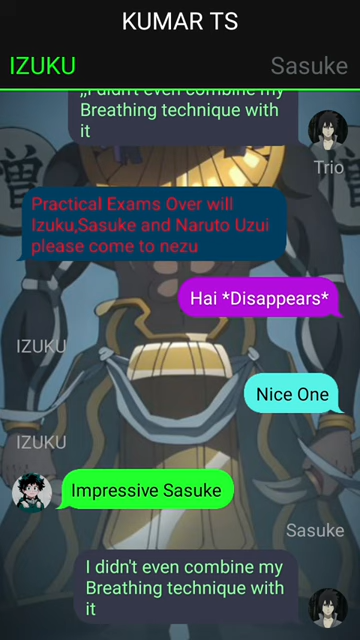 KUMAR TS
IZUKU
Sasuke
,,I didn't even combine my
Breathing technique with
it
Trio
Practical Exams Over will
Izuku,Sasuke and Naruto Uzui
please come to nezu
Hai *Disappears*
IZUKU
Nice One
IZUKU
Impressive Sasuke
Sasuke
I didn't even combine my
Breathing technique with
it